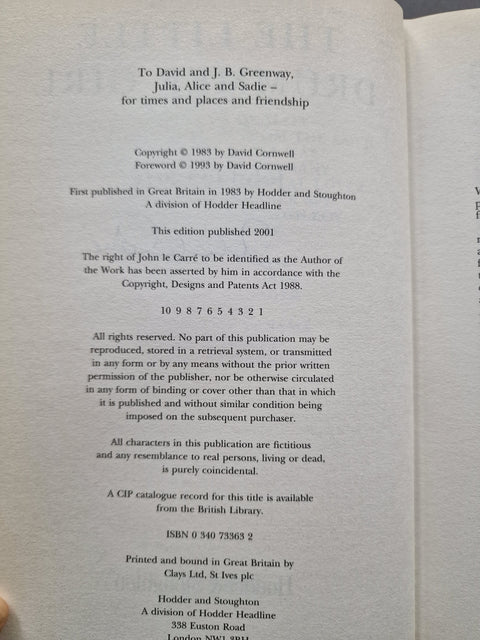 To David and J. B. Greenway,
Julia, Alice and Sadie –
for times and places and friendship
Copyright © 1983 by David Cornwell
Foreword © 1993 by David Cornwell
First published in Great Britain in 1983 by Hodder and Stoughton
A division of Hodder Headline
This edition published 2001
The right of John le Carré to be identified as the Author of
the Work has been asserted by him in accordance with the
Copyright, Designs and Patents Act 1988.
10 9 8 7 6 5 4 3 2 1
All rights reserved. No part of this publication may be
reproduced, stored in a retrieval system, or transmitted
in any form or by any means without the prior written
permission of the publisher, nor be otherwise circulated
in any form of binding or cover other than that in which
it is published and without similar condition being
imposed on the subsequent purchaser.
All characters in this publication are fictitious
and any resemblance to real persons, living or dead,
is purely coincidental.
A CIP catalogue record for this title is available
from the British Library.
ISBN 0 340 73363 2
Printed and bound in Great Britain by
Clays Ltd, St Ives plc
Hodder and Stoughton
A division of Hodder Headline
338 Euston Road
London NW1 3BH